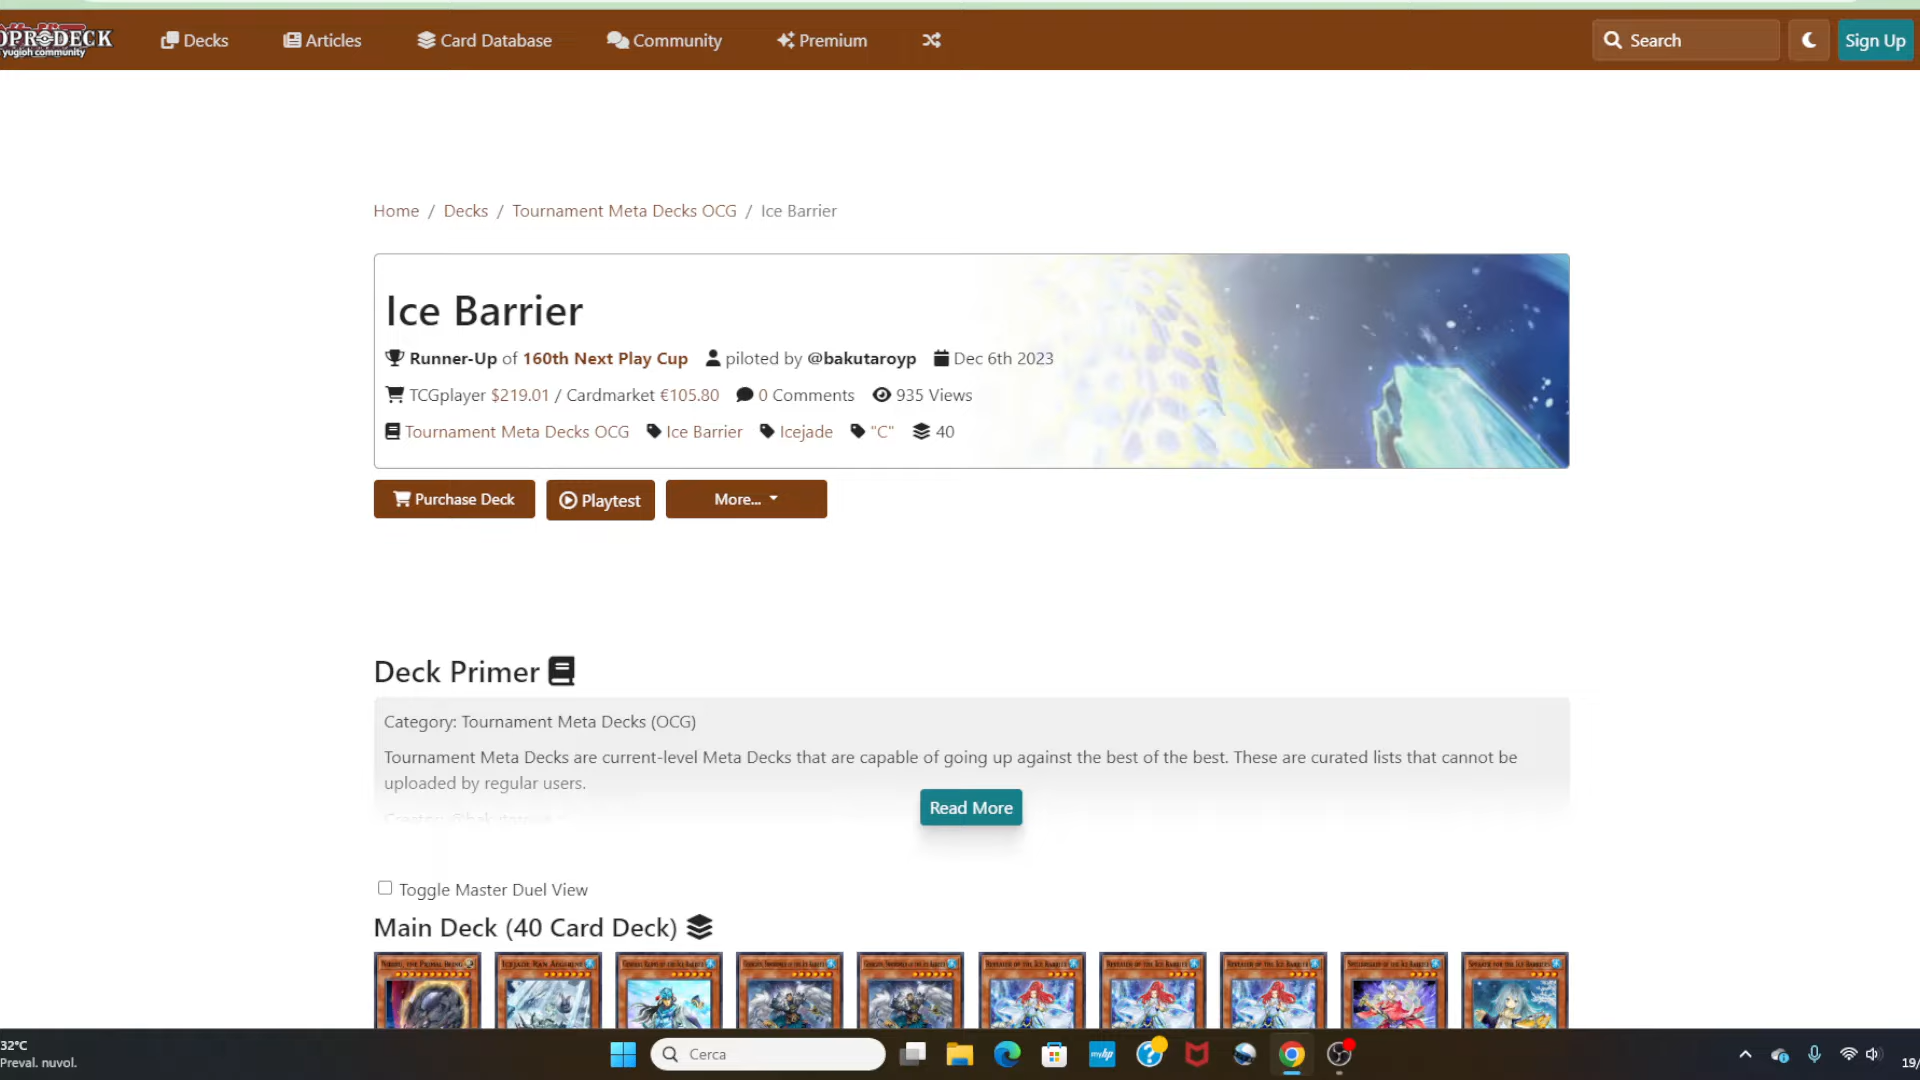 OPRODECK
yugioh community
Decks
Articles
Card Database
Community
Premium
Search
Sign Up
Home / Decks / Tournament Meta Decks OCG / Ice Barrier
Ice Barrier
Runner-Up of 160th Next Play Cup piloted by @bakutaroyp Dec 6th 2023
TCGplayer $219.01 / Cardmarket €105.80 0 Comments 935 Views
Tournament Meta Decks OCG Ice Barrier Icejade "C" 40
Purchase Deck
Playtest
More...
Deck Primer
Category: Tournament Meta Decks (OCG)
Tournament Meta Decks are current-level Meta Decks that are capable of going up against the best of the best. These are curated lists that cannot be
uploaded by regular users.
Read More
Toggle Master Duel View
Main Deck (40 Card Deck)
32°C
Preval. nuvol.
Cerca
myhp
19/